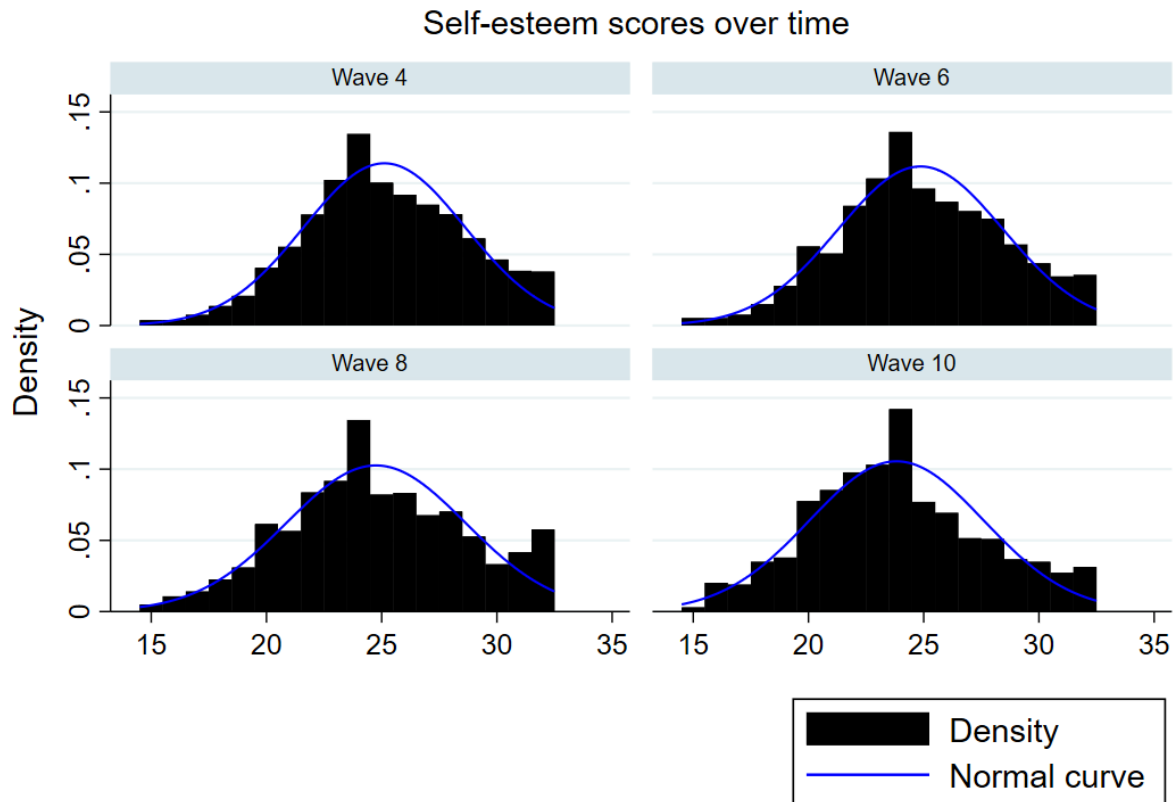 Self-esteem scores over time
Wave 4
Wave 6
.15
.1
.05
0
Wave 8
Wave 10
.15
.1
.05
0
Density
15 20 25 30 35
15 20 25 30 35
Density
Normal curve